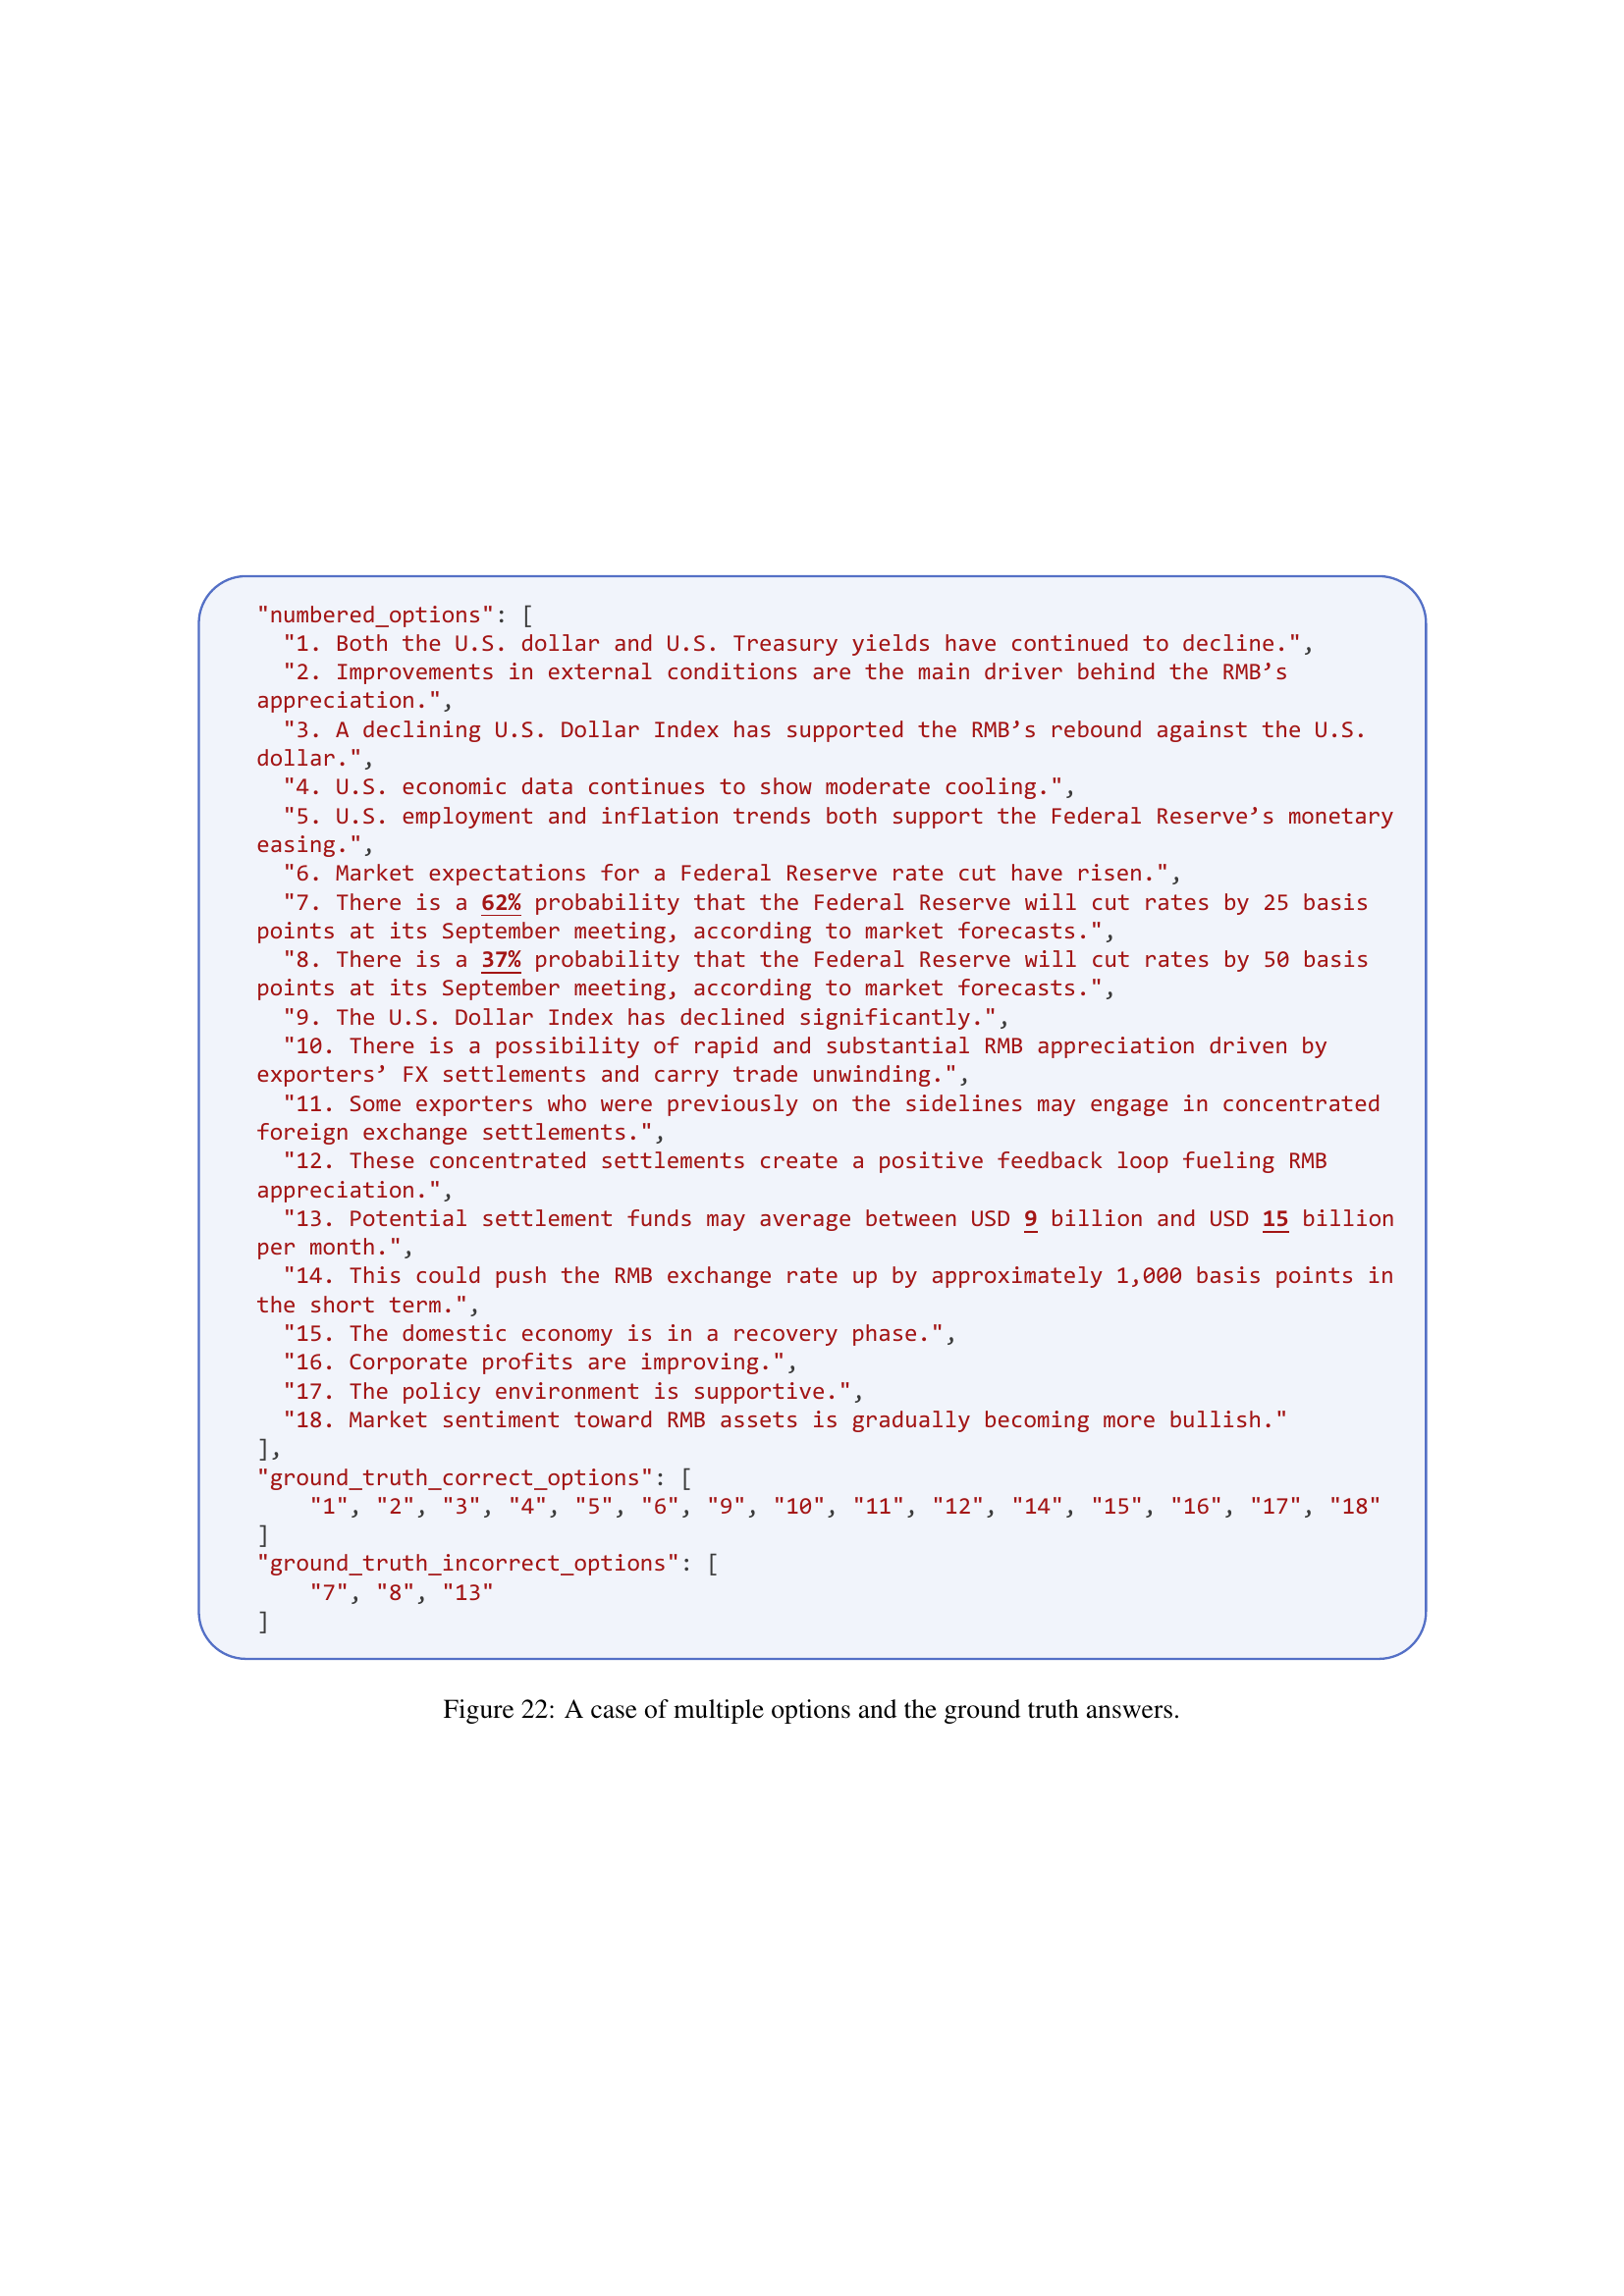 "numbered_options": [
"1. Both the U.S. dollar and U.S. Treasury yields have continued to decline.",
"2. Improvements in external conditions are the main driver behind the RMB’s
appreciation.",
"3. A declining U.S. Dollar Index has supported the RMB’s rebound against the U.S.
dollar.",
"4. U.S. economic data continues to show moderate cooling.",
"5. U.S. employment and inflation trends both support the Federal Reserve’s monetary
easing.",
"6. Market expectations for a Federal Reserve rate cut have risen.",
"7. There is a 62% probability that the Federal Reserve will cut rates by 25 basis
points at its September meeting, according to market forecasts.",
"8. There is a 37% probability that the Federal Reserve will cut rates by 50 basis
points at its September meeting, according to market forecasts.",
"9. The U.S. Dollar Index has declined significantly.",
"10. There is a possibility of rapid and substantial RMB appreciation driven by
exporters’ FX settlements and carry trade unwinding.",
"11. Some exporters who were previously on the sidelines may engage in concentrated
foreign exchange settlements.",
"12. These concentrated settlements create a positive feedback loop fueling RMB
appreciation.",
"13. Potential settlement funds may average between USD 9 billion and USD 15 billion
per month.",
"14. This could push the RMB exchange rate up by approximately 1,000 basis points in
the short term.",
"15. The domestic economy is in a recovery phase.",
"16. Corporate profits are improving.",
"17. The policy environment is supportive.",
"18. Market sentiment toward RMB assets is gradually becoming more bullish."
],
"ground_truth_correct_options": [
"1", "2", "3", "4", "5", "6", "9", "10", "11", "12", "14", "15", "16", "17", "18"
]
"ground_truth_incorrect_options": [
"7", "8", "13"
]
Figure 22: A case of multiple options and the ground truth answers.